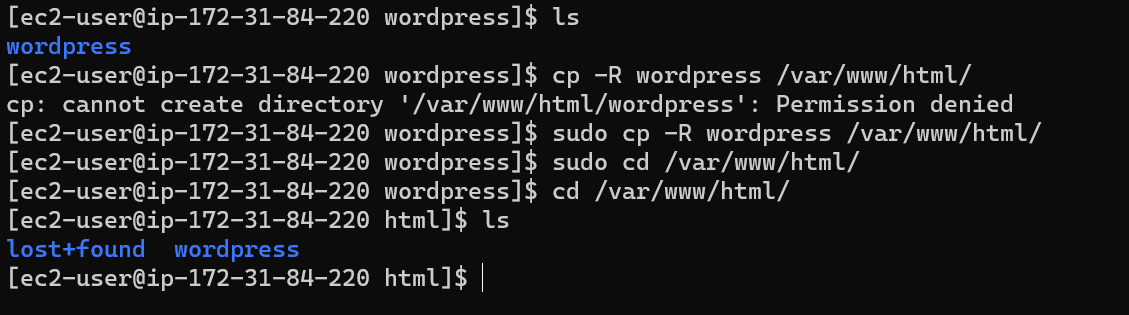 [ec2-user@ip-172-31-84-220 wordpress]$ ls
wordpress
[ec2-user@ip-172-31-84-220 wordpress]$ cp -R wordpress /var/www/html/
cp: cannot create directory '/var/www/html/wordpress': Permission denied
[ec2-user@ip-172-31-84-220 wordpress]$ sudo cp -R wordpress /var/www/html/
[ec2-user@ip-172-31-84-220 wordpress]$ sudo cd /var/www/html/
[ec2-user@ip-172-31-84-220 wordpress]$ cd /var/www/html/
[ec2-user@ip-172-31-84-220 html]$ ls
lost+found  wordpress
[ec2-user@ip-172-31-84-220 html]$